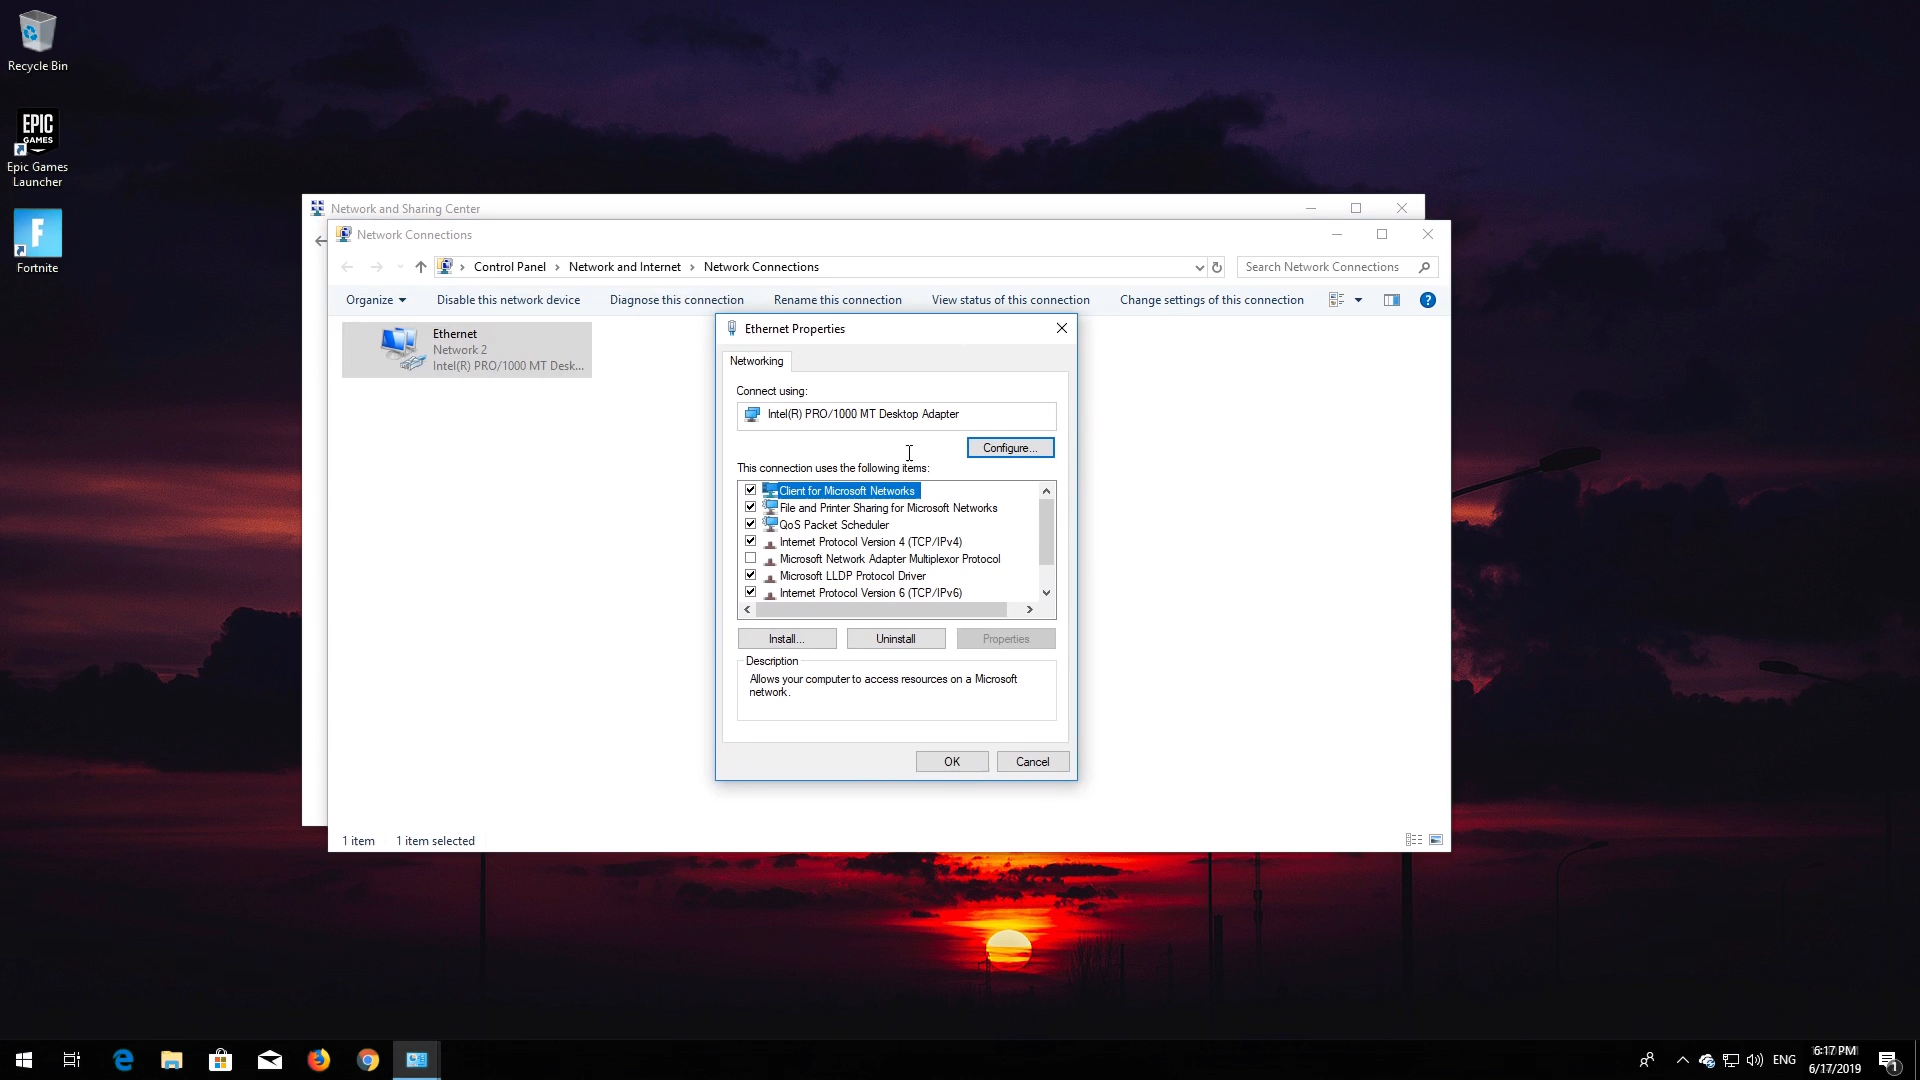 Recycle Bin
EPIC
GAMES
Epic Games
Launcher
F
Fortnite
Network and Sharing Center
Network Connections
Control Panel > Network and Internet > Network Connections
Search Network Connections
Organize
Disable this network device
Diagnose this connection
Rename this connection
View status of this connection
Change settings of this connection
?
Ethernet
Network 2
Intel(R) PRO/1000 MT Desk...
Ethernet Properties
Networking
Connect using:
Intel(R) PRO/1000 MT Desktop Adapter
Configure...
This connection uses the following items:
Client for Microsoft Networks
File and Printer Sharing for Microsoft Networks
QoS Packet Scheduler
Internet Protocol Version 4 (TCP/IPv4)
Microsoft Network Adapter Multiplexor Protocol
Microsoft LLDP Protocol Driver
Internet Protocol Version 6 (TCP/IPv6)
Install...
Uninstall
Properties
Description
Allows your computer to access resources on a Microsoft
network.
OK
Cancel
1 item
1 item selected
ENG
6:17 PM
6/17/2019
1